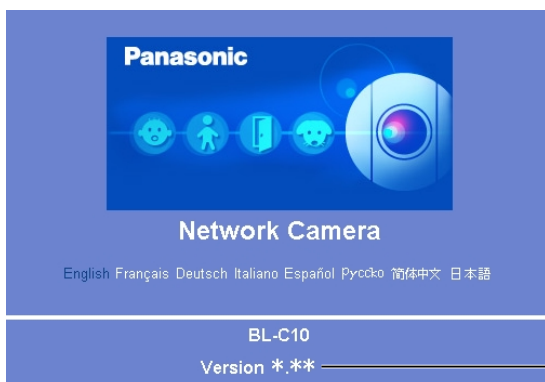 Panasonic
Network Camera
English Français Deutsch Italiano Español Русско 简体中文 日本語
BL-C10
Version *.**